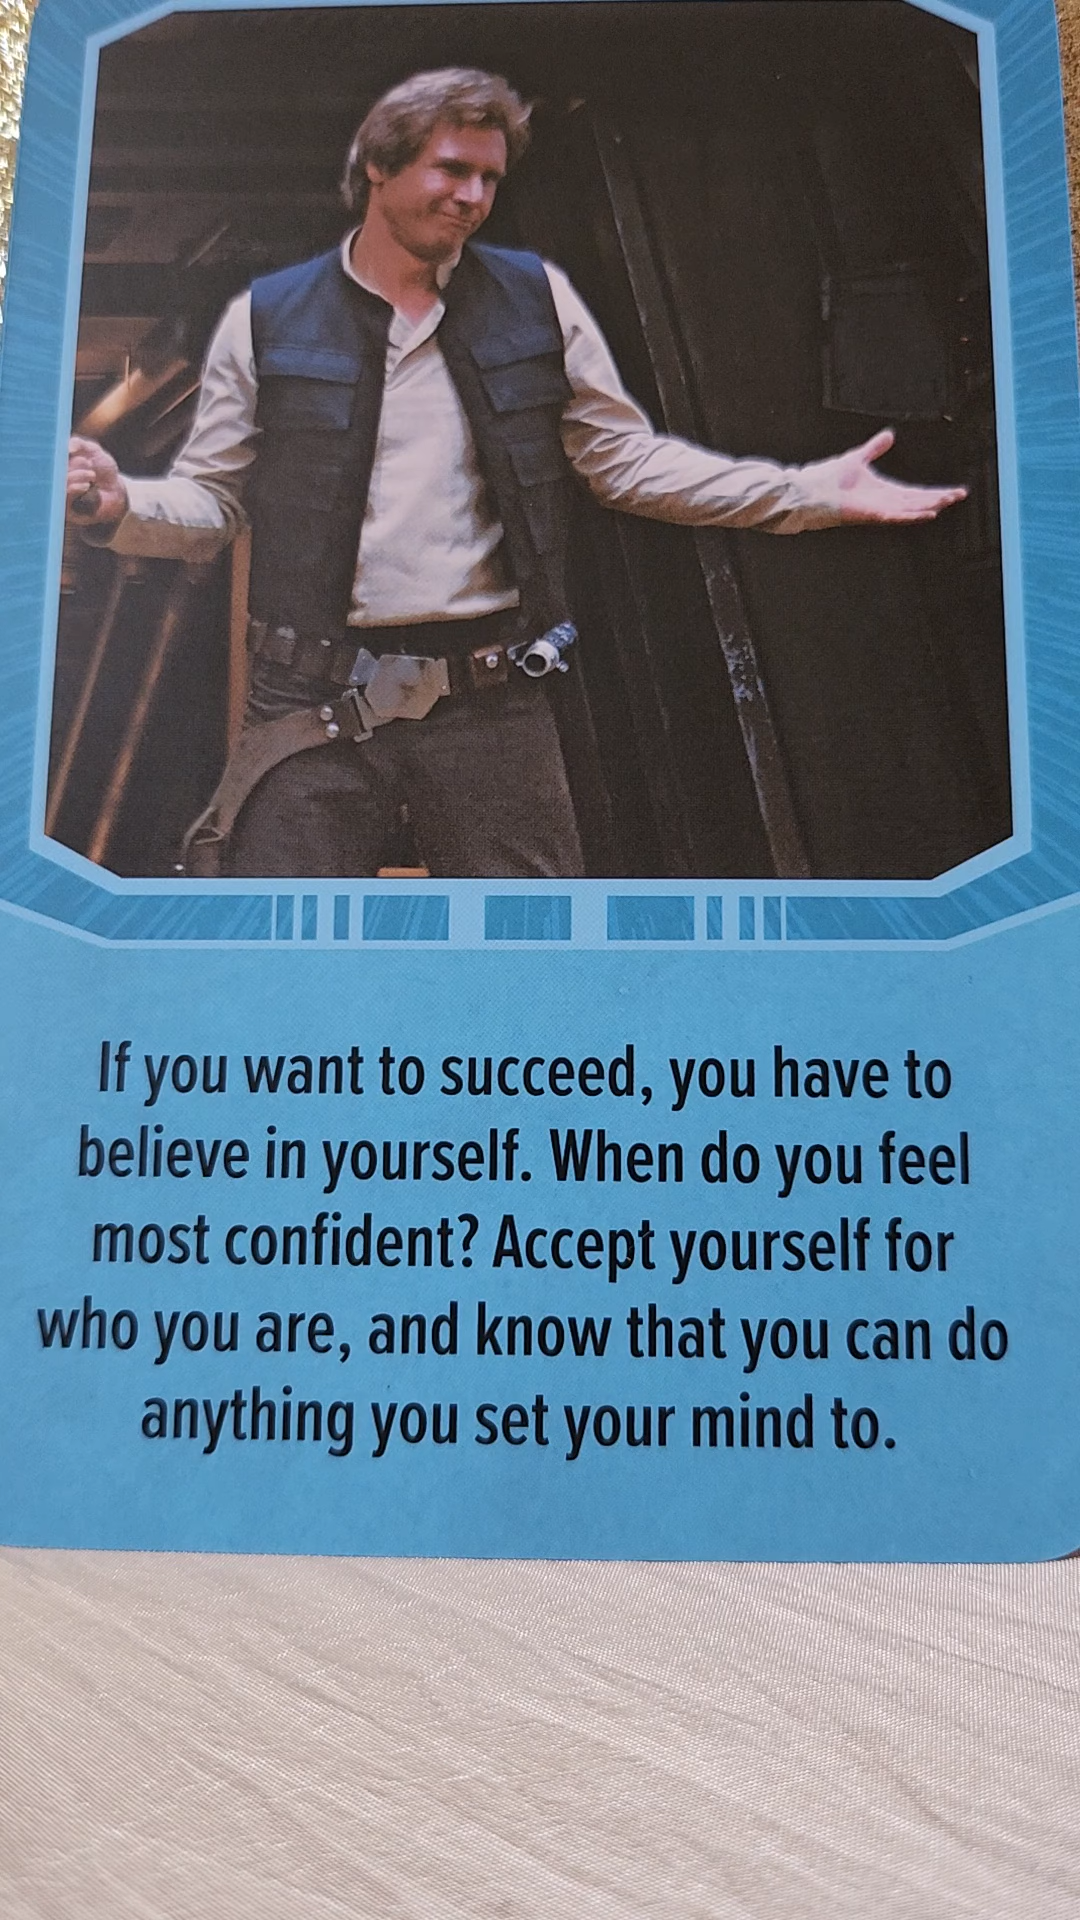 If you want to succeed, you have to
believe in yourself. When do you feel
most confident? Accept yourself for
who you are, and know that you can do
anything you set your mind to.